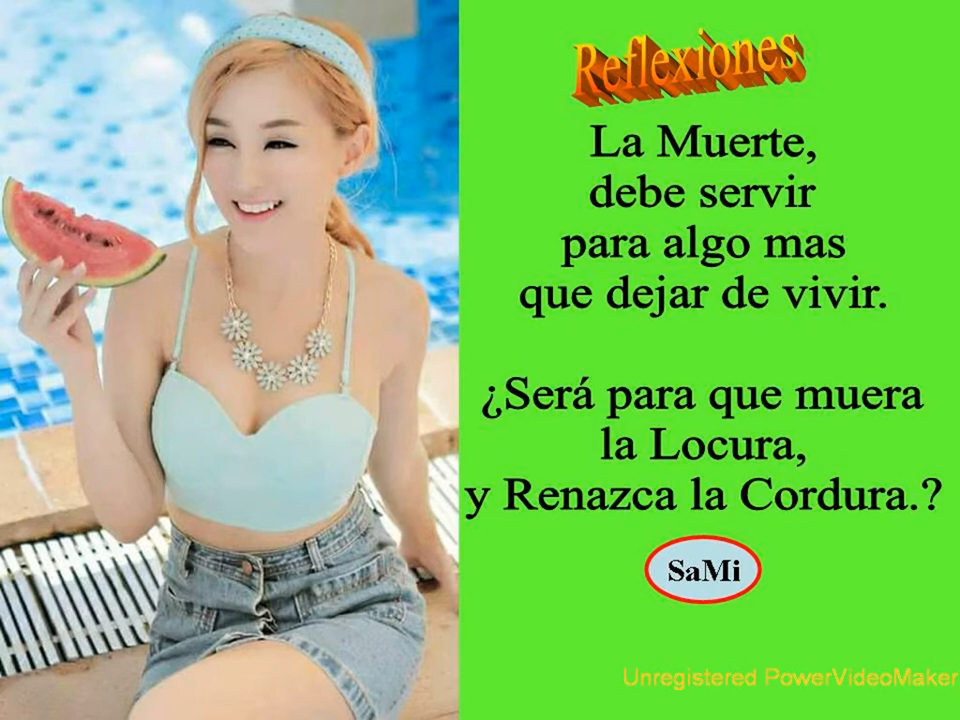 Reflexiones
La Muerte,
debe servir
para algo mas
que dejar de vivir.
¿Será para que muera
la Locura,
y Renazca la Cordura.?
SaMi
Unregistered PowerVideoMaker